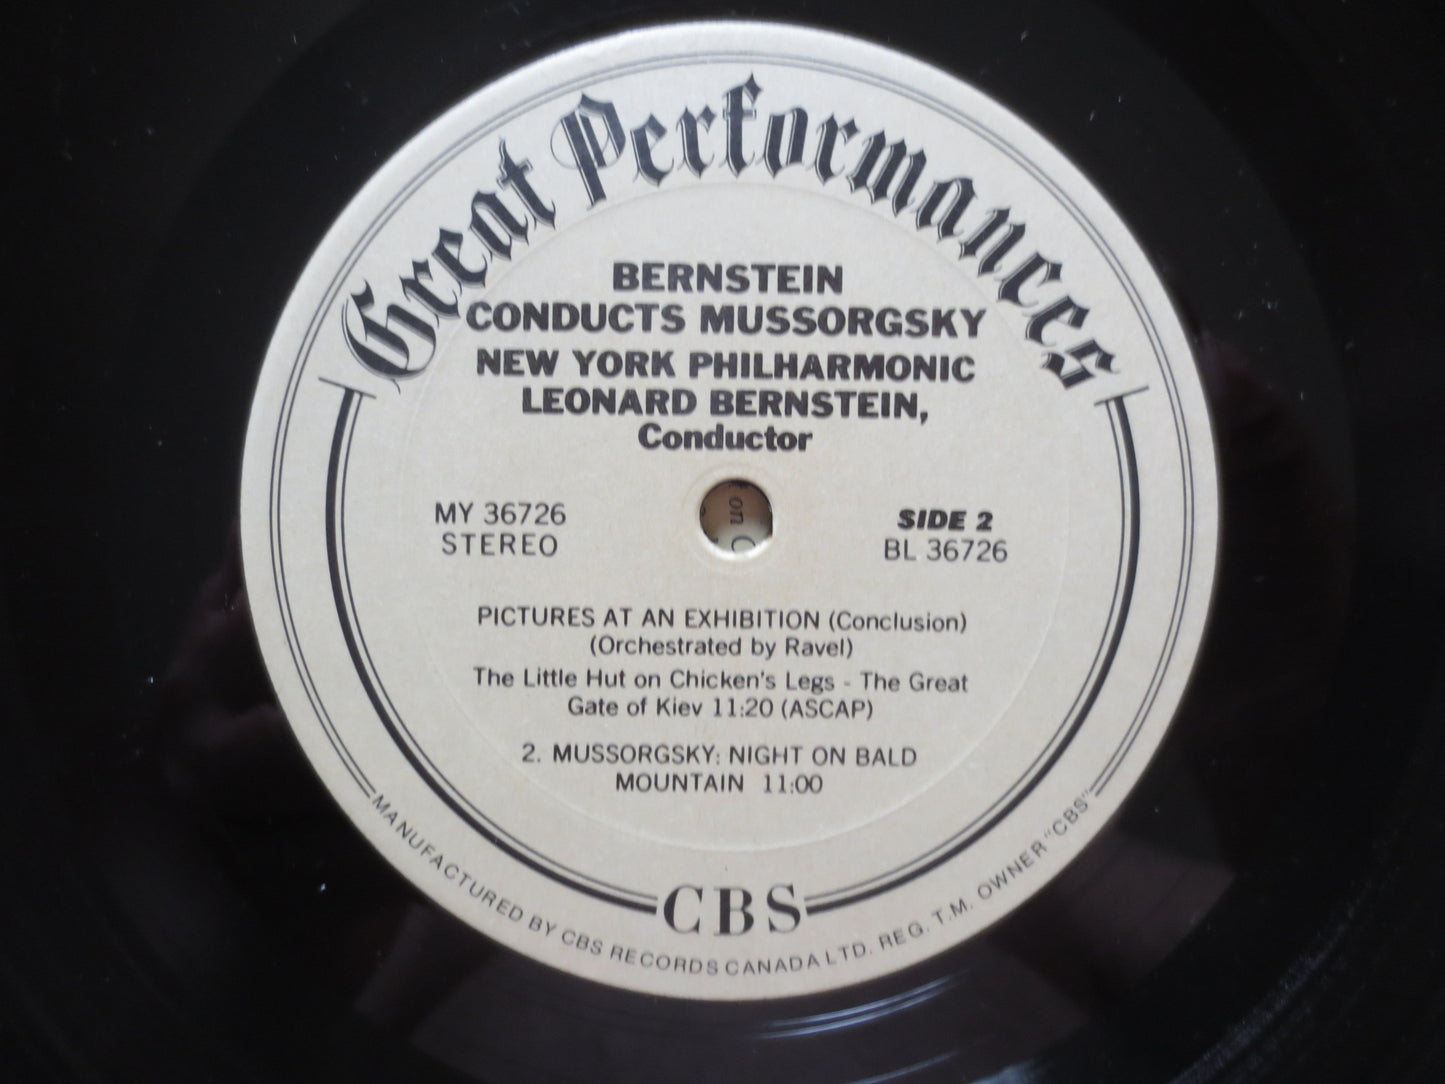 Great Performances
BERNSTEIN
CONDUCTS MUSSORGSKY
NEW YORK PHILHARMONIC
LEONARD BERNSTEIN,
Conductor
MY 36726
STEREO
on
SIDE 2
BL 36726
PICTURES AT AN EXHIBITION (Conclusion)
(Orchestrated by Ravel)
The Little Hut on Chicken's Legs - The Great
Gate of Kiev 11:20 (ASCAP)
2. MUSSORGSKY: NIGHT ON BALD
MOUNTAIN 11:00
CBS
MANUFACTURED BY CBS RECORDS CANADA LTD. REG. T.M. OWNER "CBS"